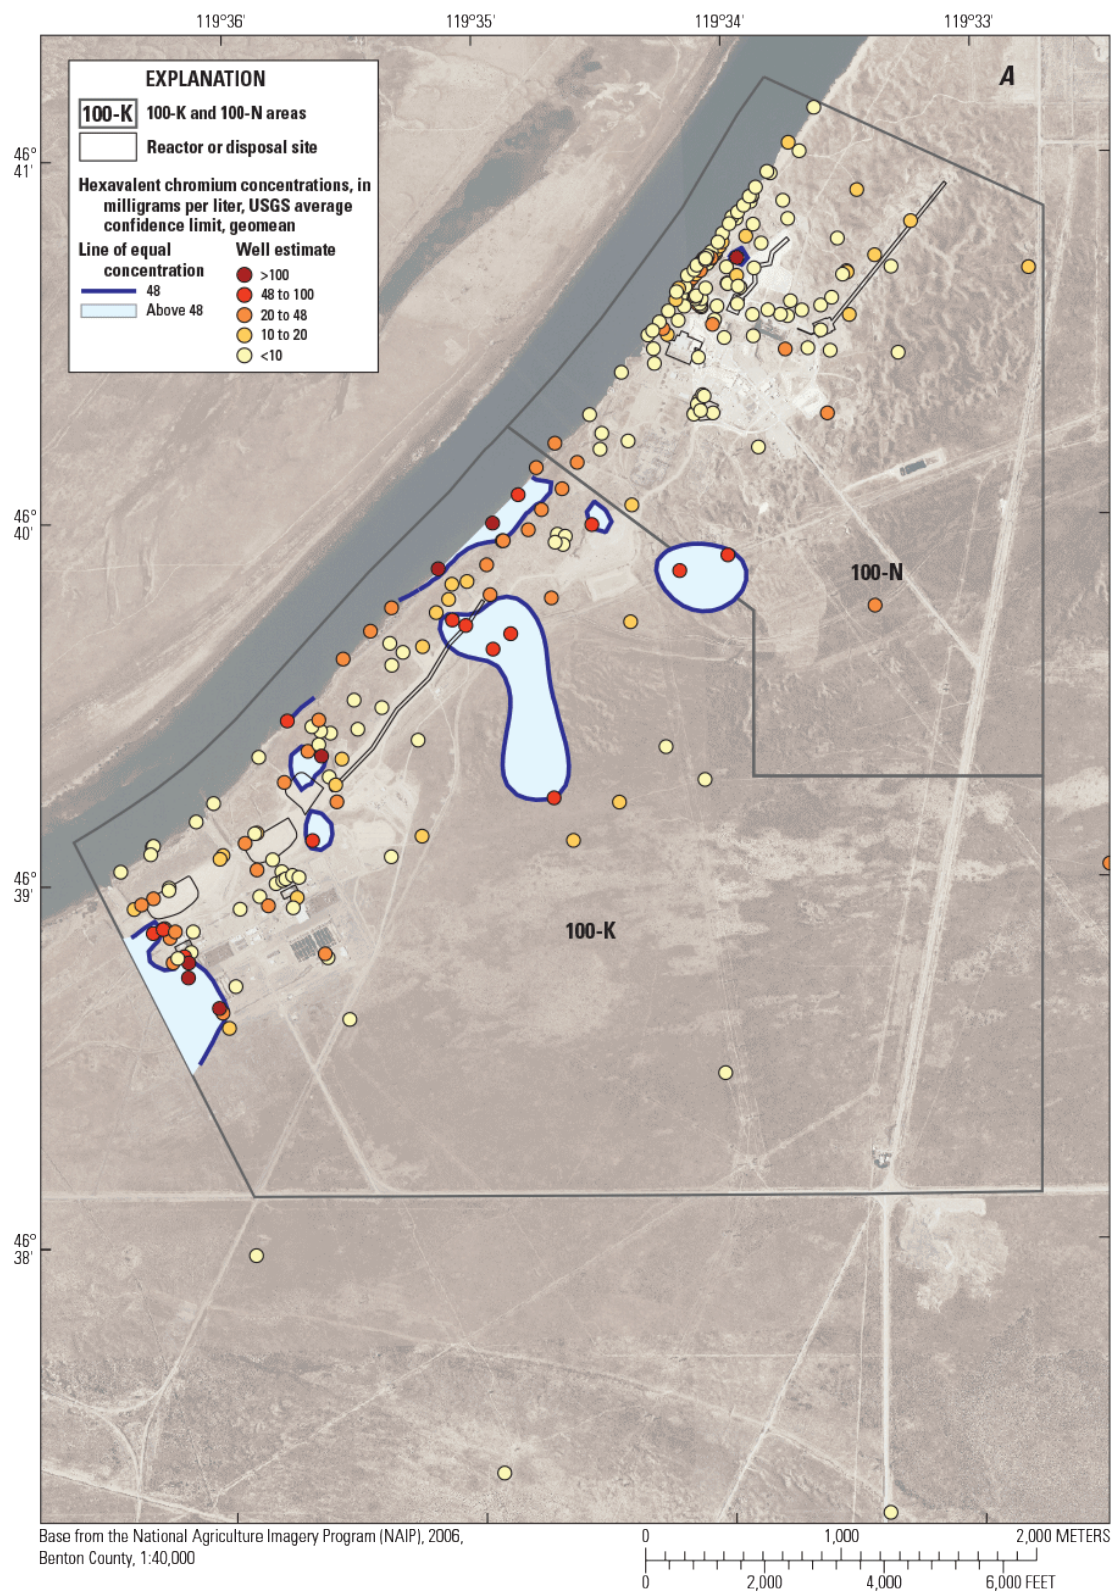 119°36' 119°35' 119°34' 119°33'
A
EXPLANATION
100-K 100-K and 100-N areas
Reactor or disposal site
Hexavalent chromium concentrations, in
milligrams per liter, USGS average
confidence limit, geomean
Line of equal
concentration
48
Above 48
Well estimate
>100
48 to 100
20 to 48
10 to 20
<10
46°
41'
46°
40'
100-N
46°
39'
100-K
46°
38'
Base from the National Agriculture Imagery Program (NAIP), 2006,
Benton County, 1:40,000
0 1,000 2,000 METERS
0 2,000 4,000 6,000 FEET